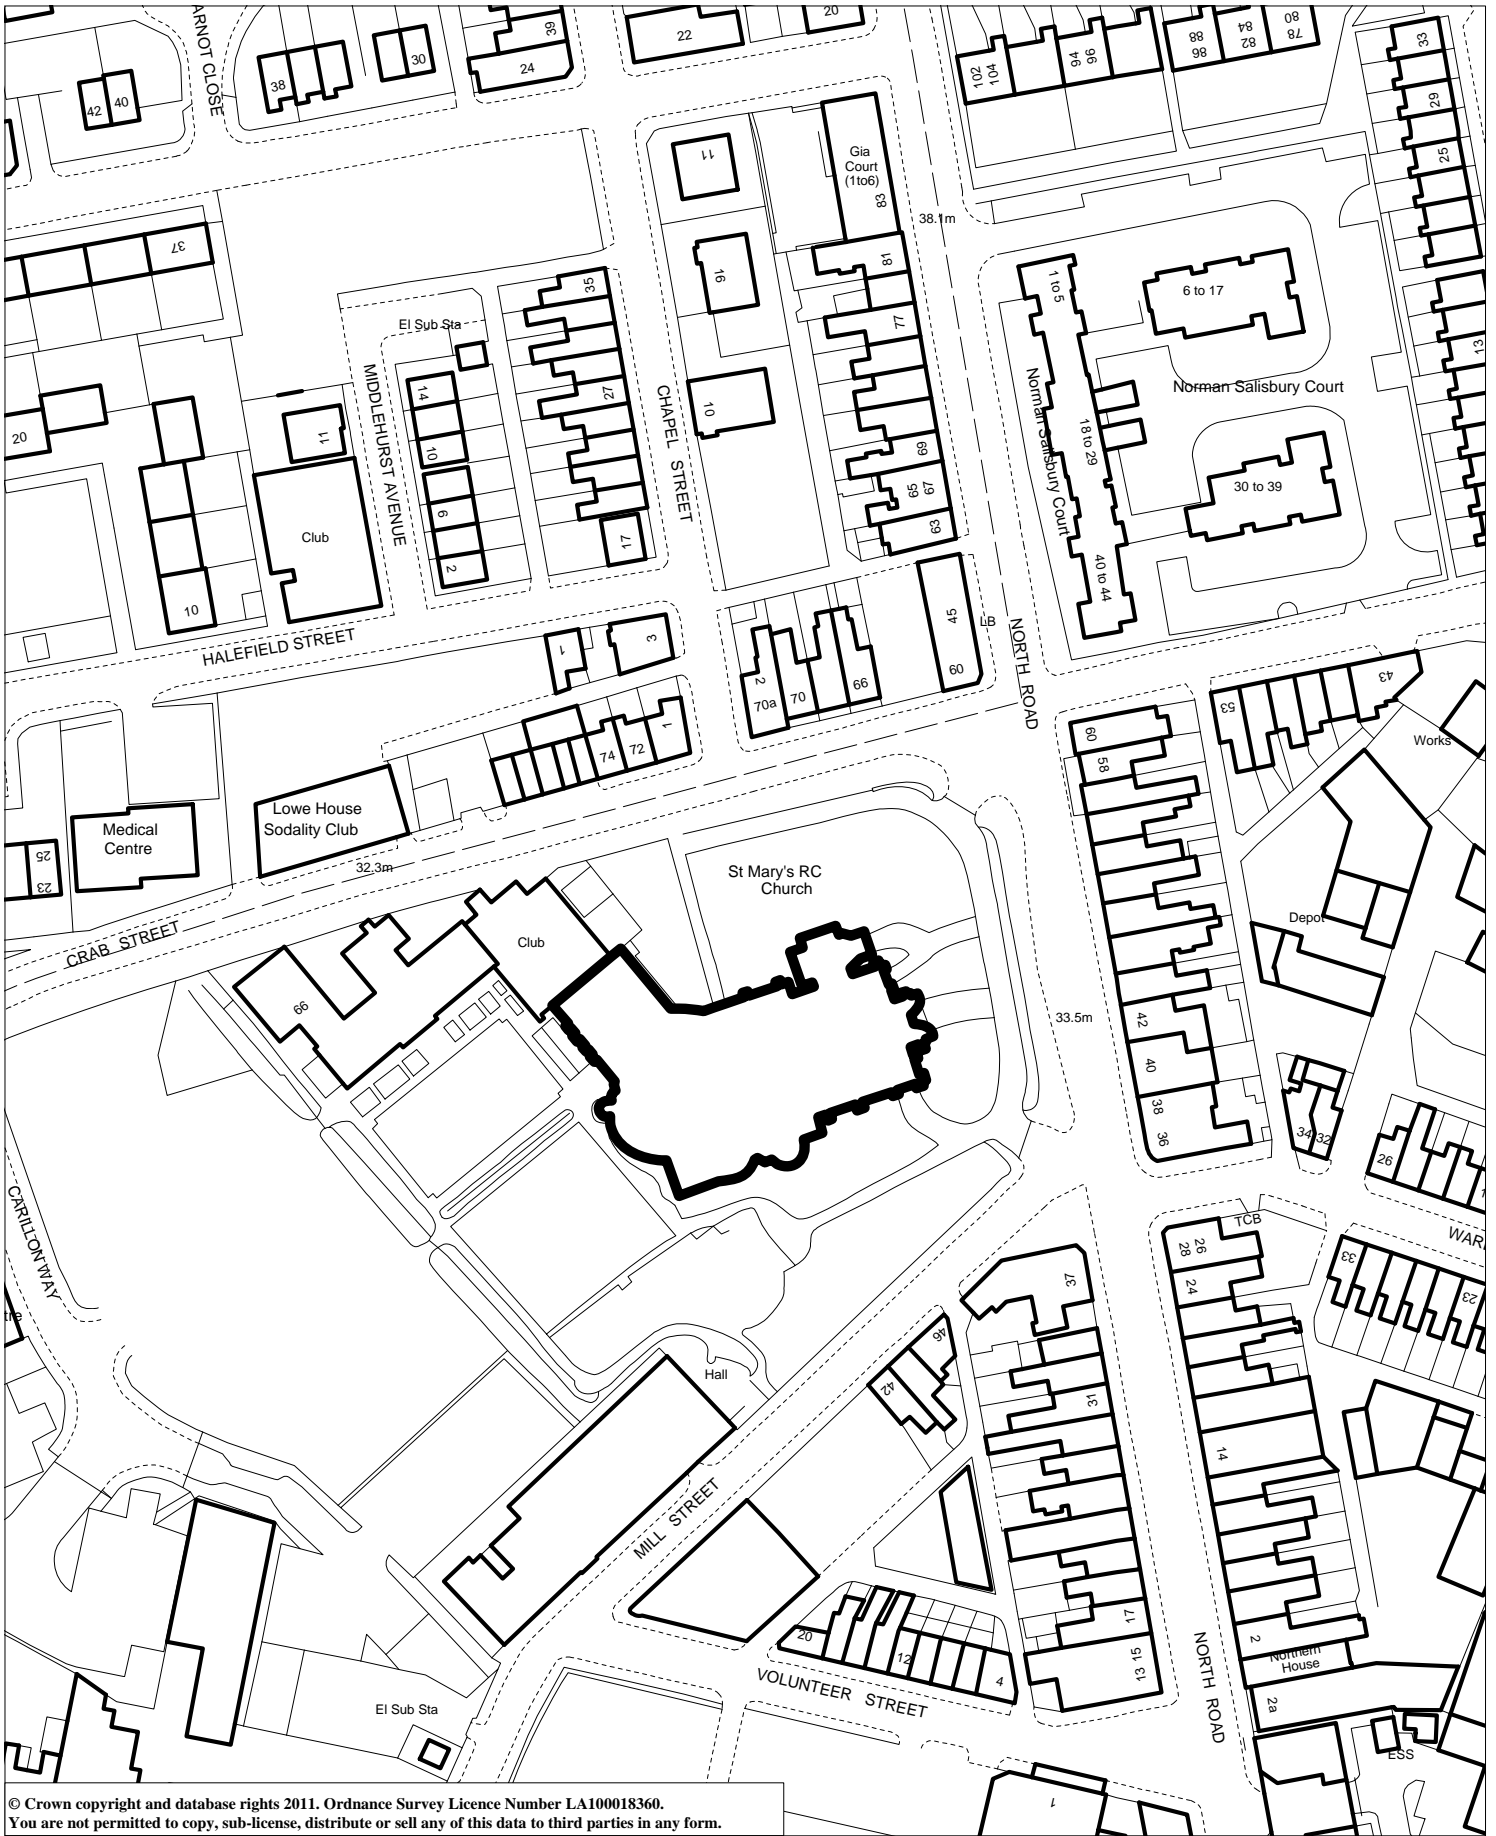 ARNOT CLOSE
39
22
20
24
30
38
42
40
102
104
94
96
88
86
84
82
80
78
33
29
25
11
Gia
Court
(1to6)
83
38.1m
37
16
81
35
1 to 5
6 to 17
El Sub Sta
77
13
MIDDLEHURST AVENUE
14
27
CHAPEL STREET
10
Norman Salisbury Court
Norman Salisbury Court
20
11
10
18 to 29
69
67
65
30 to 39
6
Club
17
63
2
40 to 44
10
45
LB
NORTH ROAD
HALEFIELD STREET
1
3
2
70a
70
66
60
43
53
1
72
74
60
58
Works
Lowe House
Sodality Club
Medical
Centre
25
23
32.3m
St Mary's RC
Church
Depot
CRAB STREET
Club
66
33.5m
42
40
38
36
34
32
26
CARILLON WAY
TCB
28
26
24
WAR
33
23
37
tre
46
42
Hall
31
14
MILL STREET
17
13 15
20
12
4
VOLUNTEER STREET
NORTH ROAD
2
Northern
House
2a
El Sub Sta
ESS
1
© Crown copyright and database rights 2011. Ordnance Survey Licence Number LA100018360.
You are not permitted to copy, sub-license, distribute or sell any of this data to third parties in any form.